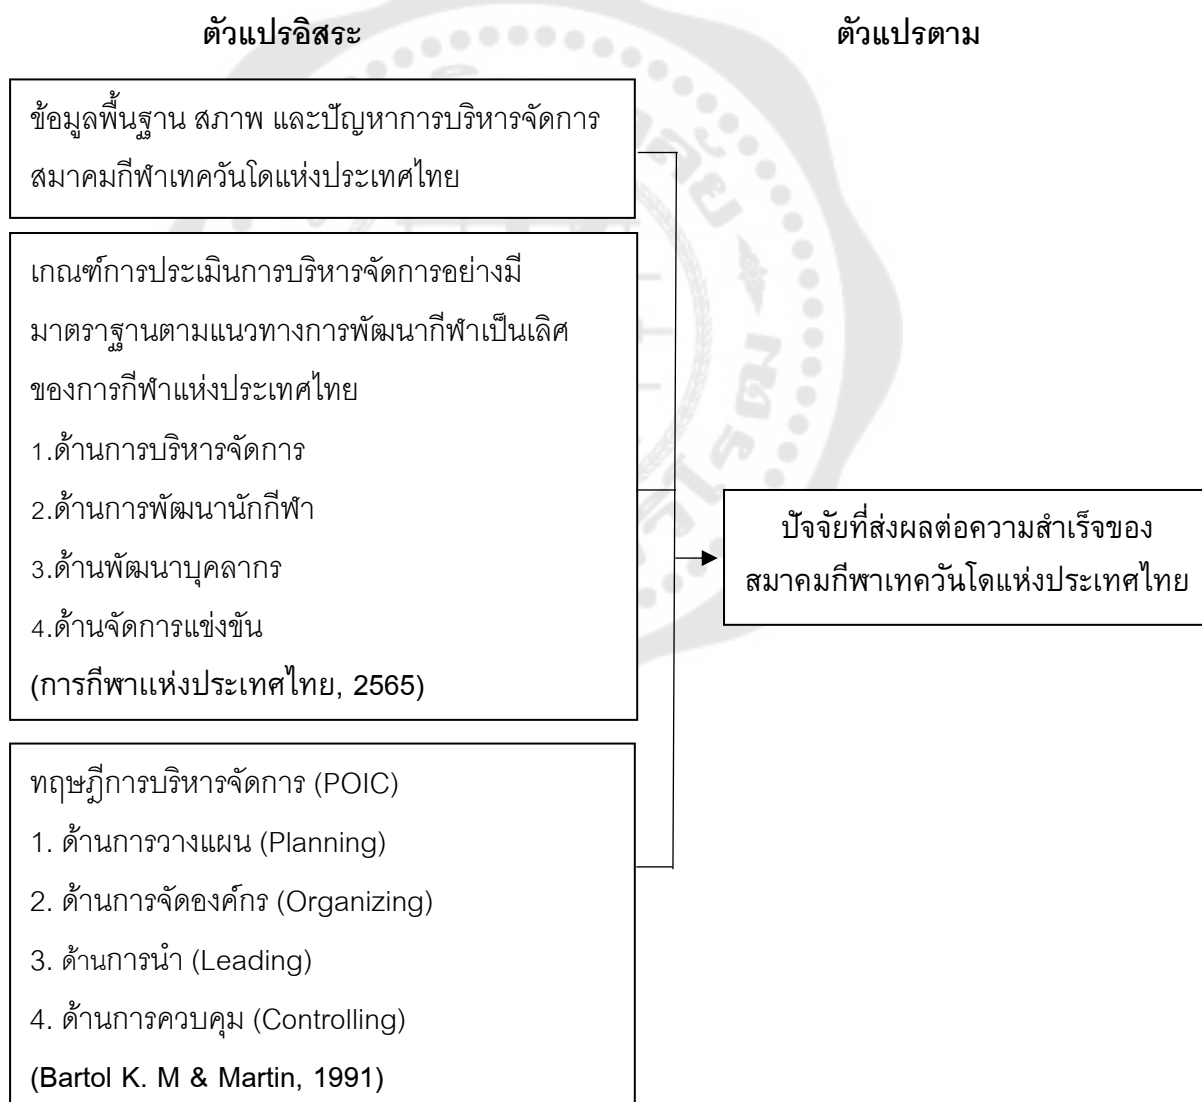 ตัวแปรอิสระ
ตัวแปรตาม
ข้อมูลพื้นฐาน สภาพ และปัญหาการบริหารจัดการ
สมาคมกีฬาเทควันโดแห่งประเทศไทย
เกณฑ์การประเมินการบริหารจัดการอย่างมี
มาตราฐานตามแนวทางการพัฒนากีฬาเป็นเลิศ
ของการกีฬาแห่งประเทศไทย
1.ด้านการบริหารจัดการ
2.ด้านการพัฒนานักกีฬา
3.ด้านพัฒนาบุคลากร
4.ด้านจัดการแข่งขัน
(การกีฬาแห่งประเทศไทย, 2565)
ปัจจัยที่ส่งผลต่อความสำเร็จของ
สมาคมกีฬาเทควันโดแห่งประเทศไทย
ทฤษฎีการบริหารจัดการ (POIC)
1. ด้านการวางแผน (Planning)
2. ด้านการจัดองค์กร (Organizing)
3. ด้านการนำ (Leading)
4. ด้านการควบคุม (Controlling)
(Bartol K. M & Martin, 1991)